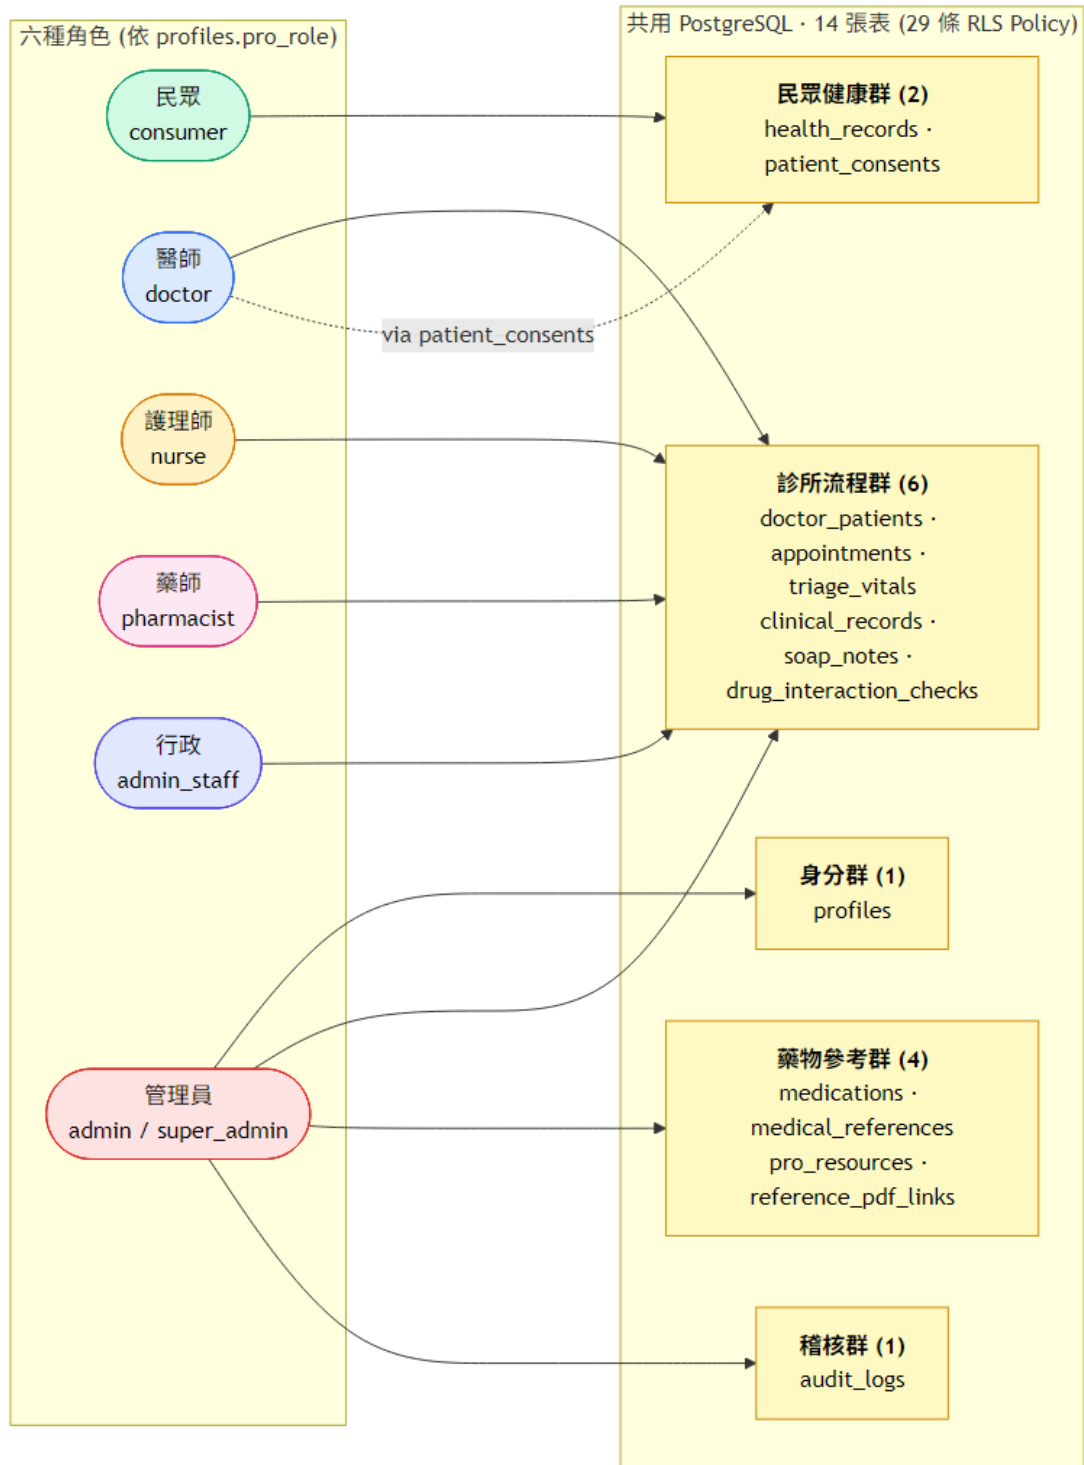 六種角色 (依 profiles.pro_role)
民眾
consumer
醫師
doctor
護理師
nurse
藥師
pharmacist
行政
admin_staff
管理員
admin / super_admin
via patient_consents
共用 PostgreSQL · 14 張表 (29 條 RLS Policy)
民眾健康群 (2)
health_records ·
patient_consents
診所流程群 (6)
doctor_patients ·
appointments ·
triage_vitals
clinical_records ·
soap_notes ·
drug_interaction_checks
身分群 (1)
profiles
藥物參考群 (4)
medications ·
medical_references
pro_resources ·
reference_pdf_links
稽核群 (1)
audit_logs